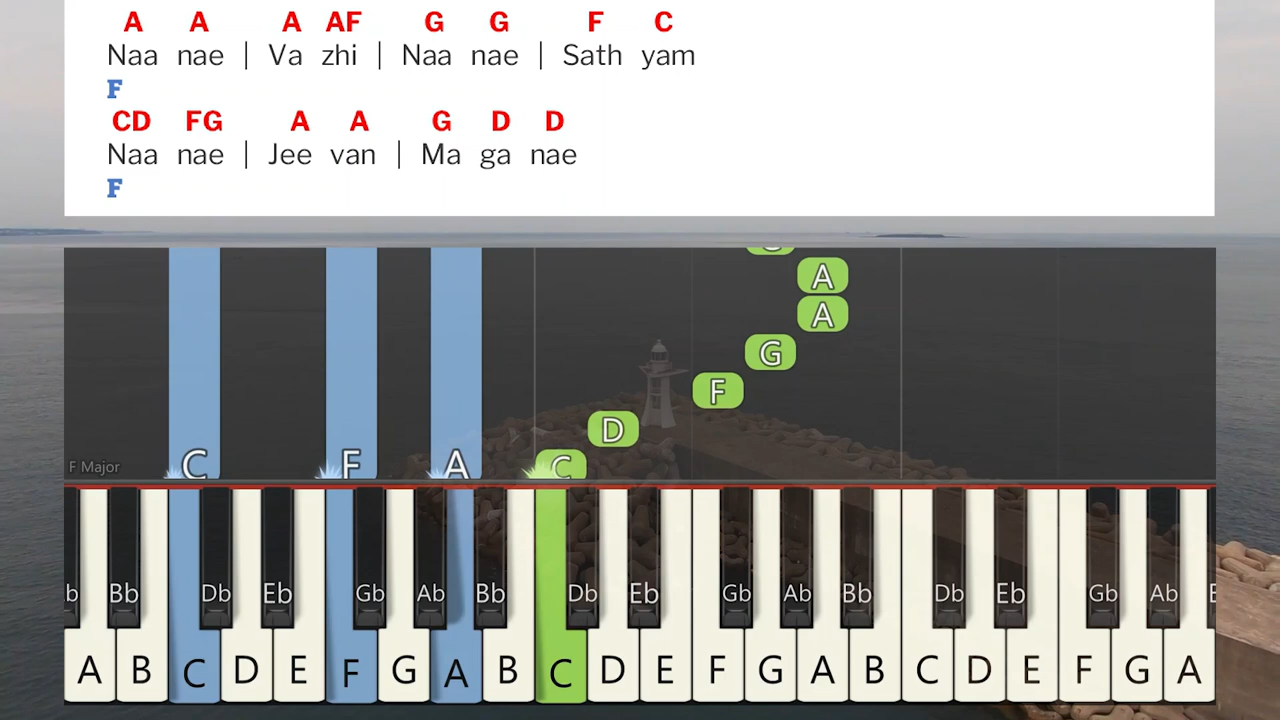 A A A AF G G F C
Naa nae | Va zhi | Naa nae | Sath yam
F
CD FG A A G D D
Naa nae | Jee van | Ma ga nae
F
A
A
G
F
D
C F A C
F Major
b Bb Db Eb Gb Ab Bb Db Eb Gb Ab Bb Db Eb Gb Ab
A B C D E F G A B C D E F G A B C D E F G A